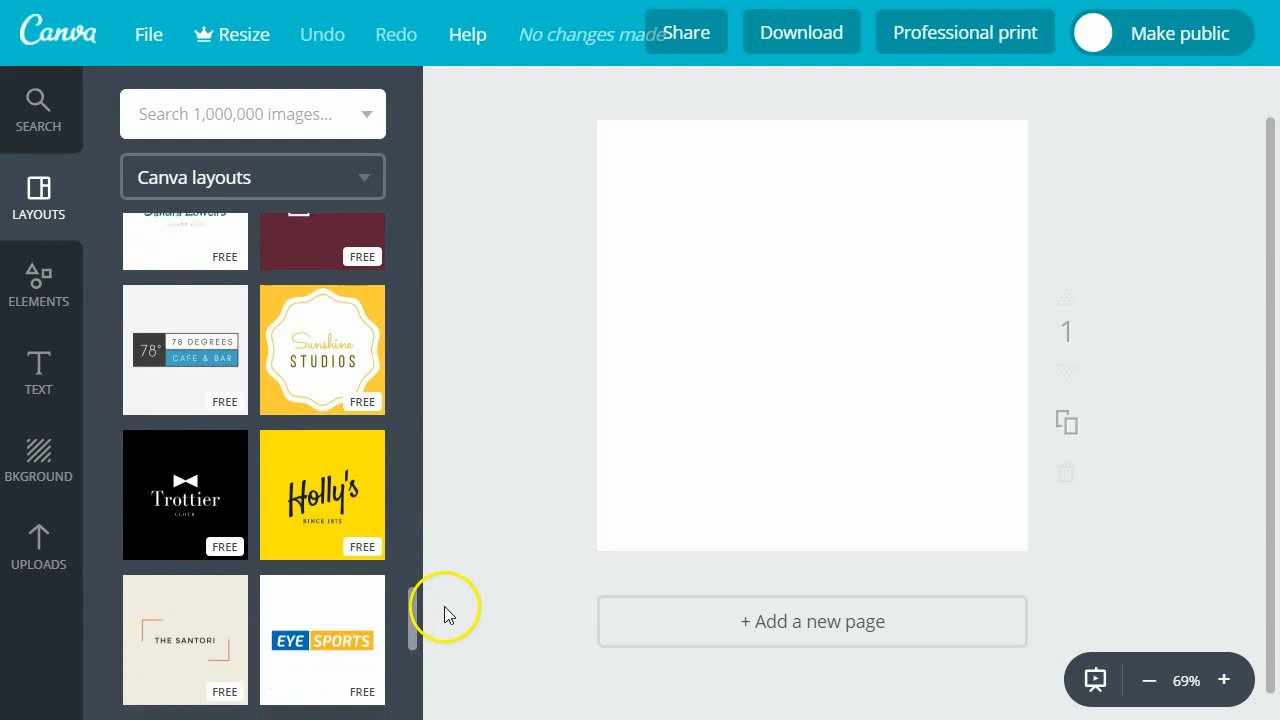 Canva
File
Resize
Undo
Redo
Help
No changes made
Share
Download
Professional print
Make public
SEARCH
LAYOUTS
ELEMENTS
TEXT
BKGROUND
UPLOADS
Search 1,000,000 images...
Canva layouts
FREE
FREE
78°
78 DEGREES
CAFE & BAR
FREE
Sunshine
STUDIOS
FREE
Trottier
CLOTH
FREE
Holly's
SINCE 1875
FREE
THE SANTORI
FREE
EYE SPORTS
FREE
1
+ Add a new page
69%